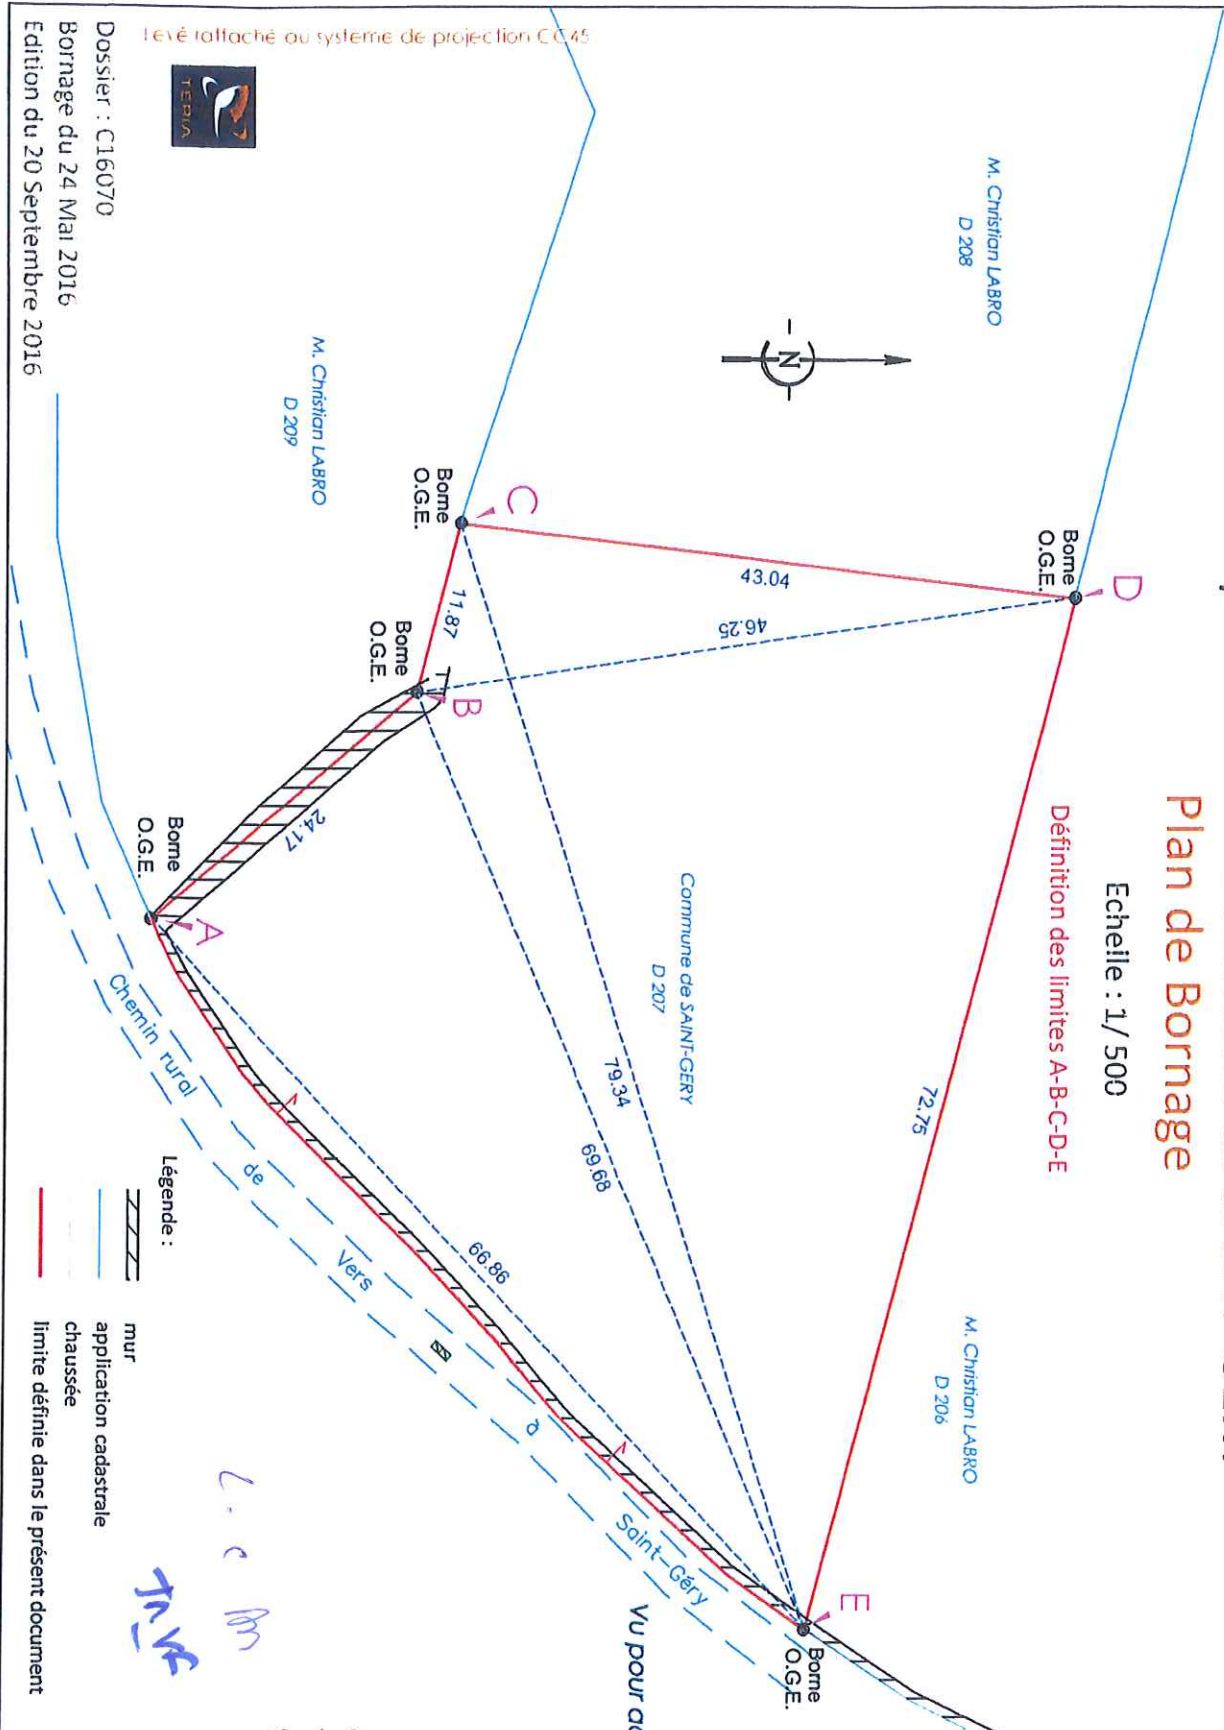 Plan de Bornage
Echelle : 1/ 500
Définition des limites A-B-C-D-E
M. Christian LABRO
D 208
Borne
O.G.E.
D
72.75
M. Christian LABRO
D 206
N
43.04
46.25
Commune de SAINT-GERY
D 207
E
Borne
O.G.E.
C
Borne
O.G.E.
11.87
79.34
69.68
Borne
O.G.E.
B
M. Christian LABRO
D 209
24.17
66.86
Borne
O.G.E.
A
Chemin rural
de
Vers
à
Saint-Géry
Vu pour
levé rattaché au systeme de projection CC45
TERIA
Dossier : C16070
Bornage du 24 Mai 2016
Edition du 20 Septembre 2016
Légende :
mur
application cadastrale
chaussée
limite définie dans le présent document